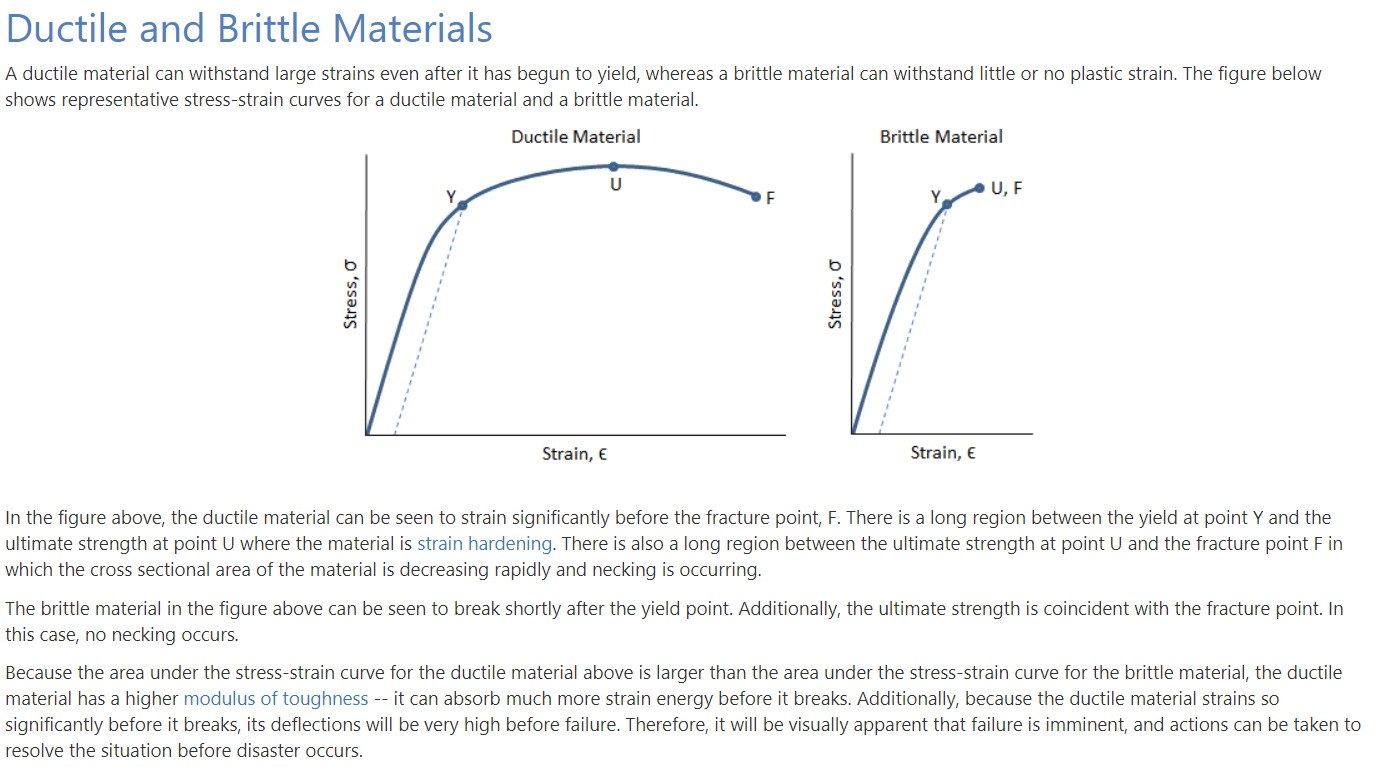 Ductile and Brittle Materials
A ductile material can withstand large strains even after it has begun to yield, whereas a brittle material can withstand little or no plastic strain. The figure below
shows representative stress-strain curves for a ductile material and a brittle material.
Ductile Material
Y
U
F
Stress, σ
Strain, ϵ
Brittle Material
Y
U, F
Stress, σ
Strain, ϵ
In the figure above, the ductile material can be seen to strain significantly before the fracture point, F. There is a long region between the yield at point Y and the
ultimate strength at point U where the material is strain hardening. There is also a long region between the ultimate strength at point U and the fracture point F in
which the cross sectional area of the material is decreasing rapidly and necking is occurring.
The brittle material in the figure above can be seen to break shortly after the yield point. Additionally, the ultimate strength is coincident with the fracture point. In
this case, no necking occurs.
Because the area under the stress-strain curve for the ductile material above is larger than the area under the stress-strain curve for the brittle material, the ductile
material has a higher modulus of toughness -- it can absorb much more strain energy before it breaks. Additionally, because the ductile material strains so
significantly before it breaks, its deflections will be very high before failure. Therefore, it will be visually apparent that failure is imminent, and actions can be taken to
resolve the situation before disaster occurs.